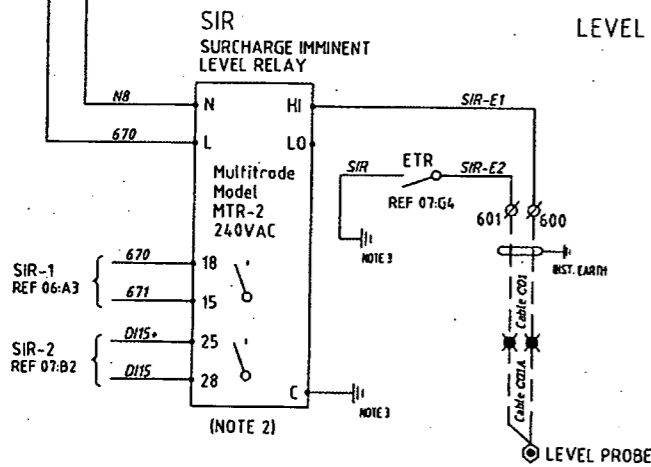 SIR
SURCHARGE IMMINENT
LEVEL RELAY
LEVEL
N8
N
HI
SIR-E1
670
L
LO
Multitrode
Model
MTR-2
240VAC
SIR
ETR
SIR-E2
REF 07:G4
601
600
NOTE 3
INST. EARTH
SIR-1
REF 06:A3
670
18
671
15
Cable C01
SIR-2
REF 07:B2
DI15+
25
DI15
28
Cable C01A
C
NOTE 3
(NOTE 2)
LEVEL PROBE